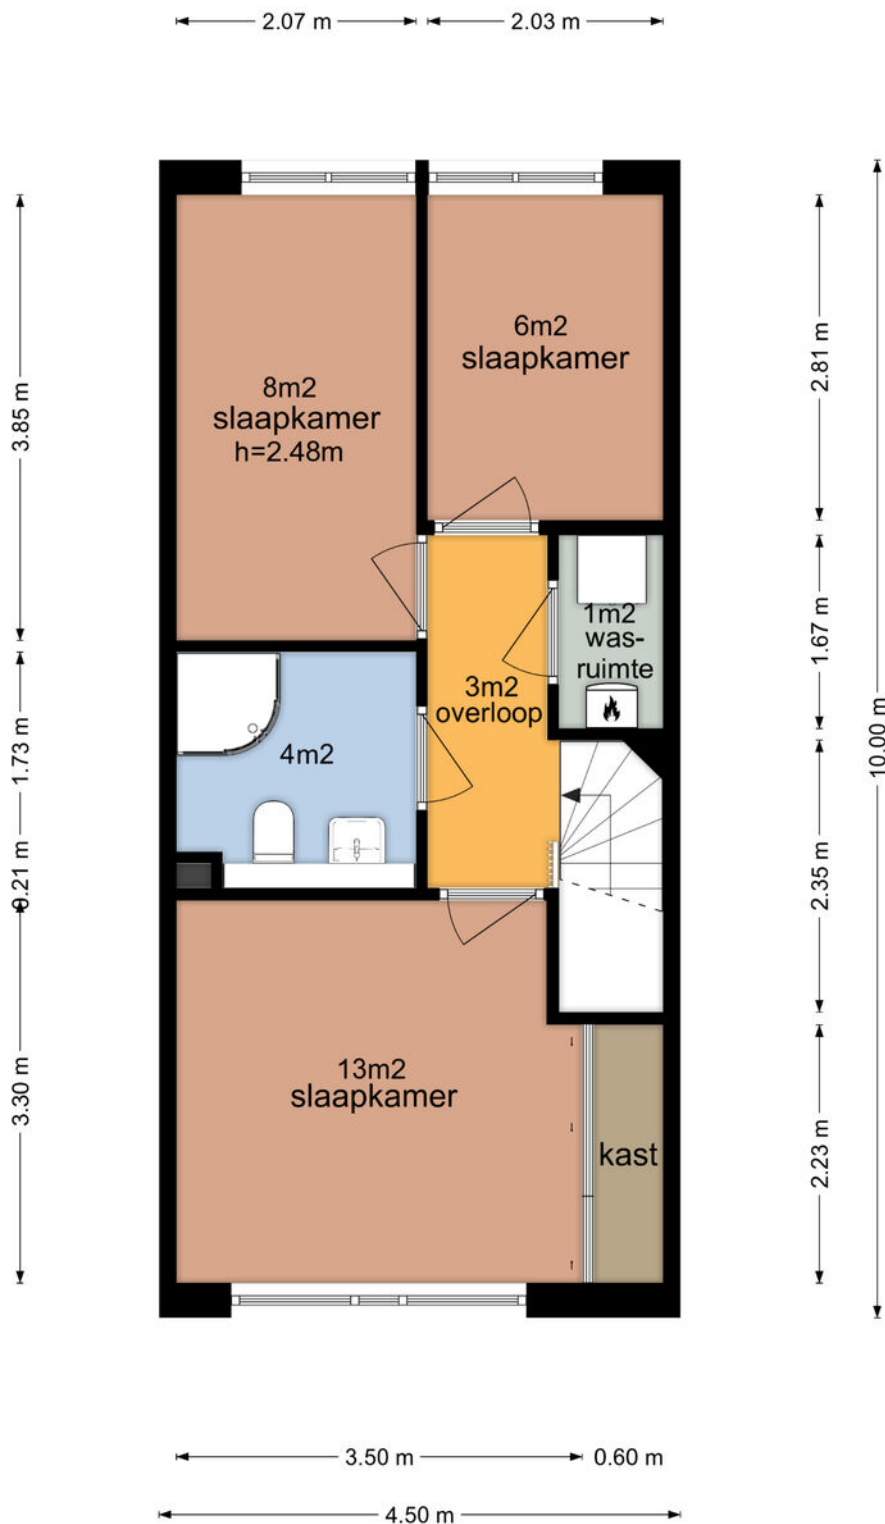 2.07 m
2.03 m
6m2
slaapkamer
8m2
slaapkamer
h=2.48m
3.85 m
2.81 m
1m2
was-
ruimte
1.67 m
3m2
overloop
4m2
1.73 m
10.00 m
0.21 m
2.35 m
13m2
slaapkamer
3.30 m
kast
2.23 m
3.50 m
0.60 m
4.50 m